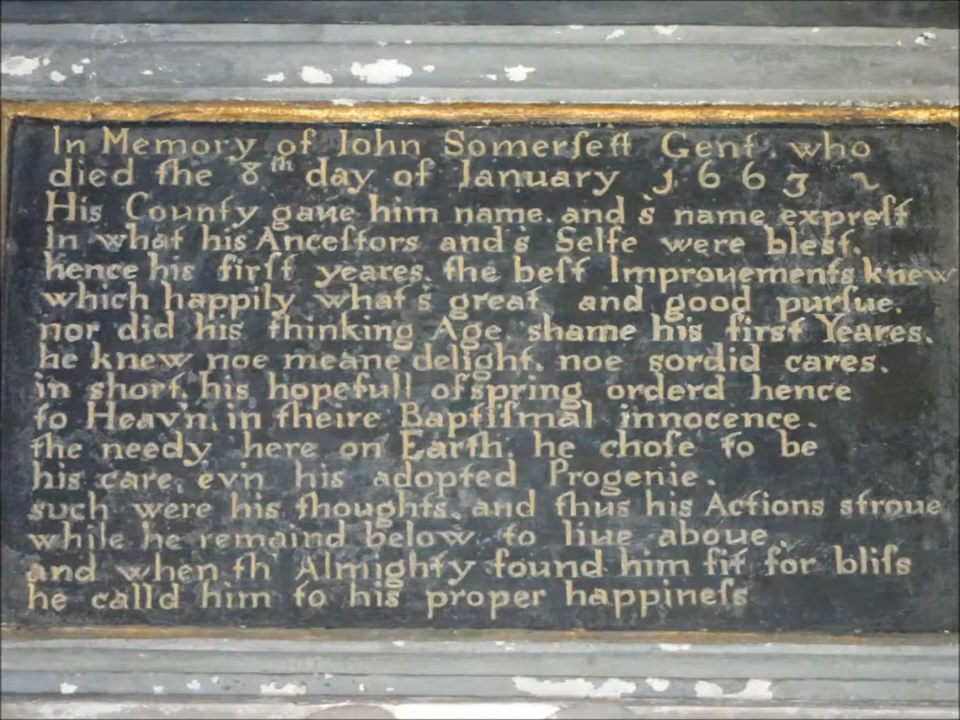 In Memory of Iohn Somerſett Gent. who
died the 8th day of Ianuary 1663 2
His County gaue him name. and's name expreſt
In what his Anceſtors and's Selfe were blest.
hence his firſt yeares. the beſt Improuements knew
which happily what's great and good purſue.
nor did his thinking Age shame his first Yeares.
he knew noe meane delight. noe sordid cares.
in short. his hopefull ofspring orderd hence
to Heav'n. in theire Baptiſmal innocence.
the needy here on Earth. he choſe to be
his care, ev'n his adopted Progenie.
such were his thoughts. and thus his Actions stroue
while he remaind below. to liue aboue.
and when th' Almighty found him fit for bliſs
he calld him to his proper happineſs